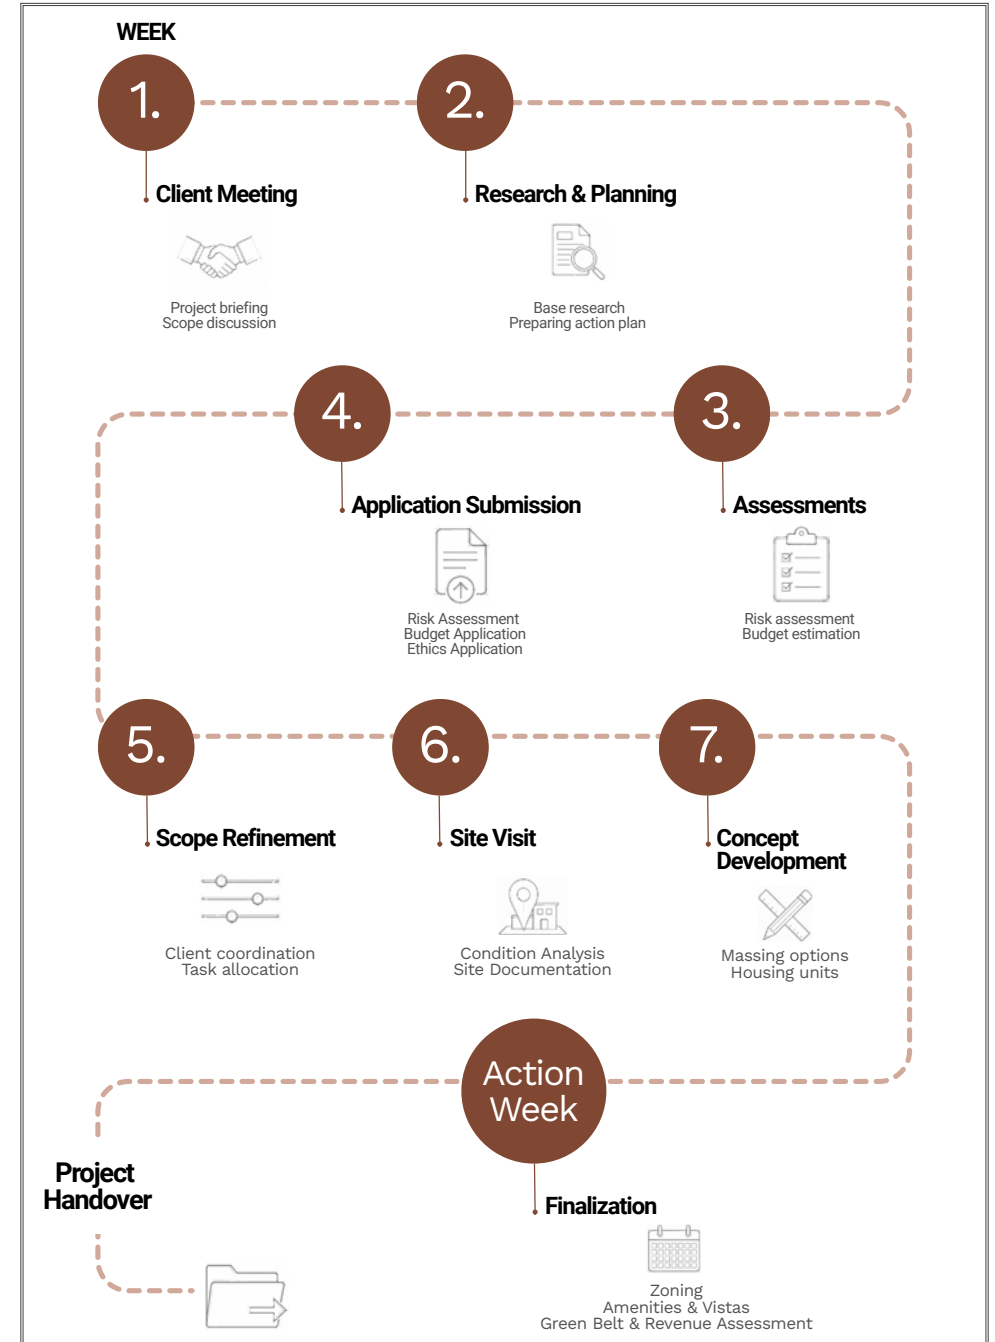 WEEK
1.
2.
Client Meeting
Research & Planning
Project briefing
Scope discussion
Base research
Preparing action plan
4.
3.
Application Submission
Assessments
Risk Assessment
Budget Application
Ethics Application
Risk assessment
Budget estimation
5.
6.
7.
Scope Refinement
Site Visit
Concept
Development
Client coordination
Task allocation
Condition Analysis
Site Documentation
Massing options
Housing units
Action
Week
Project
Handover
Finalization
Zoning
Amenities & Vistas
Green Belt & Revenue Assessment